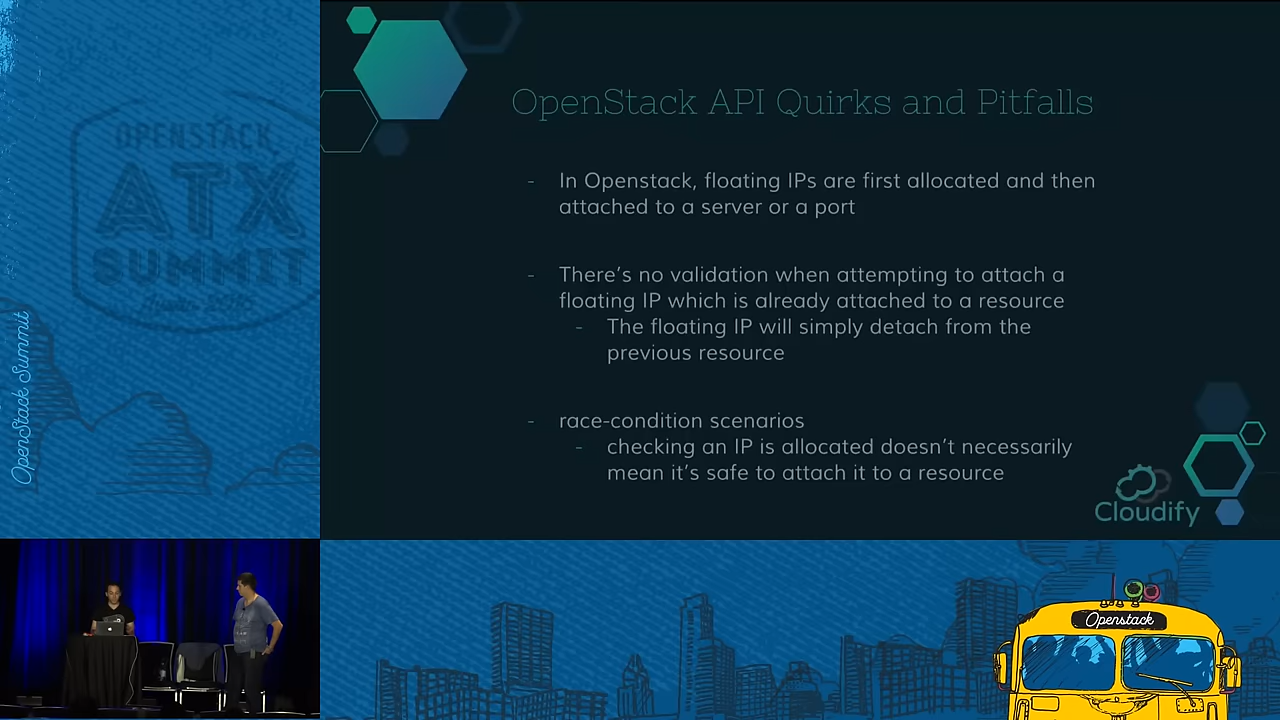 OpenStack API Quirks and Pitfalls
- In Openstack, floating IPs are first allocated and then
attached to a server or a port
- There's no validation when attempting to attach a
floating IP which is already attached to a resource
- The floating IP will simply detach from the
previous resource
- race-condition scenarios
- checking an IP is allocated doesn't necessarily
mean it's safe to attach it to a resource
Cloudify
OPENSTACK
ATX
SUMMIT
OpenStack Summit
Openstack